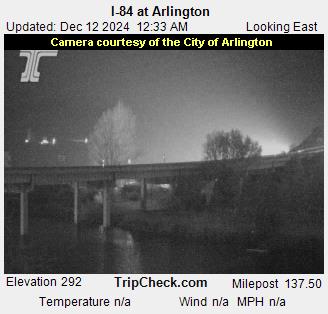 I-84 at Arlington
Updated: Dec 12 2024 12:33 AM Looking East
Camera courtesy of the City of Arlington
Elevation 292 TripCheck.com Milepost 137.50
Temperature n/a Wind n/a MPH n/a